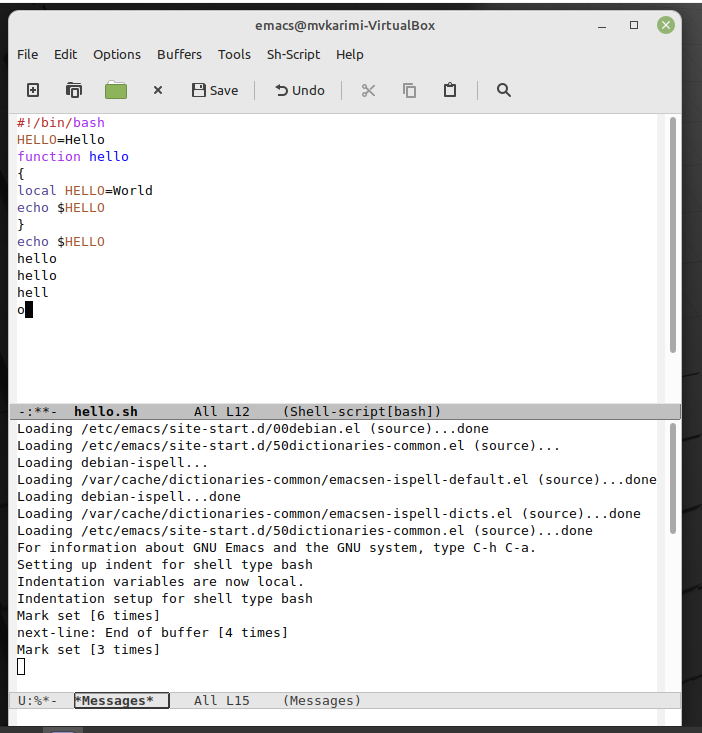 emacs@mvkarimi-VirtualBox
File Edit Options Buffers Tools Sh-Script Help
Save Undo
#!/bin/bash
HELLO=Hello
function hello
{
local HELLO=World
echo $HELLO
}
echo $HELLO
hello
hello
hell
o
-:**- hello.sh All L12 (Shell-script[bash])
Loading /etc/emacs/site-start.d/00debian.el (source)...done
Loading /etc/emacs/site-start.d/50dictionaries-common.el (source)...
Loading debian-ispell...
Loading /var/cache/dictionaries-common/emacsen-ispell-default.el (source)...done
Loading debian-ispell...done
Loading /var/cache/dictionaries-common/emacsen-ispell-dicts.el (source)...done
Loading /etc/emacs/site-start.d/50dictionaries-common.el (source)...done
For information about GNU Emacs and the GNU system, type C-h C-a.
Setting up indent for shell type bash
Indentation variables are now local.
Indentation setup for shell type bash
Mark set [6 times]
next-line: End of buffer [4 times]
Mark set [3 times]
U:%*- *Messages* All L15 (Messages)